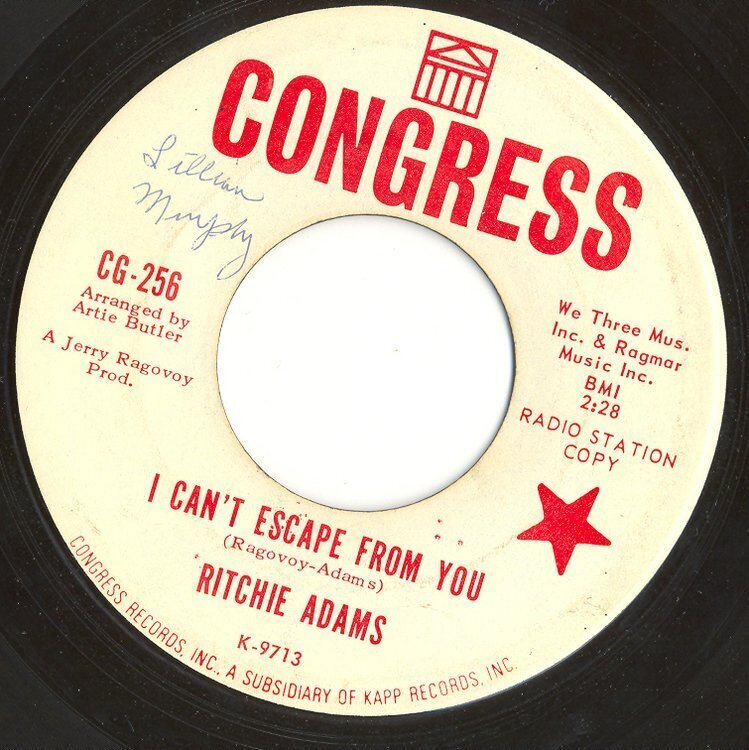 CONGRESS
Lillian
Murphy
CG-256
Arranged by
Artie Butler
A Jerry Ragovoy
Prod.
We Three Mus.
Inc. & Ragmar
Music Inc.
BMI
2:28
RADIO STATION
COPY
I CAN'T ESCAPE FROM YOU
(Ragovoy-Adams)
RITCHIE ADAMS
K-9713
CONGRESS RECORDS, INC., A SUBSIDIARY OF KAPP RECORDS, INC.